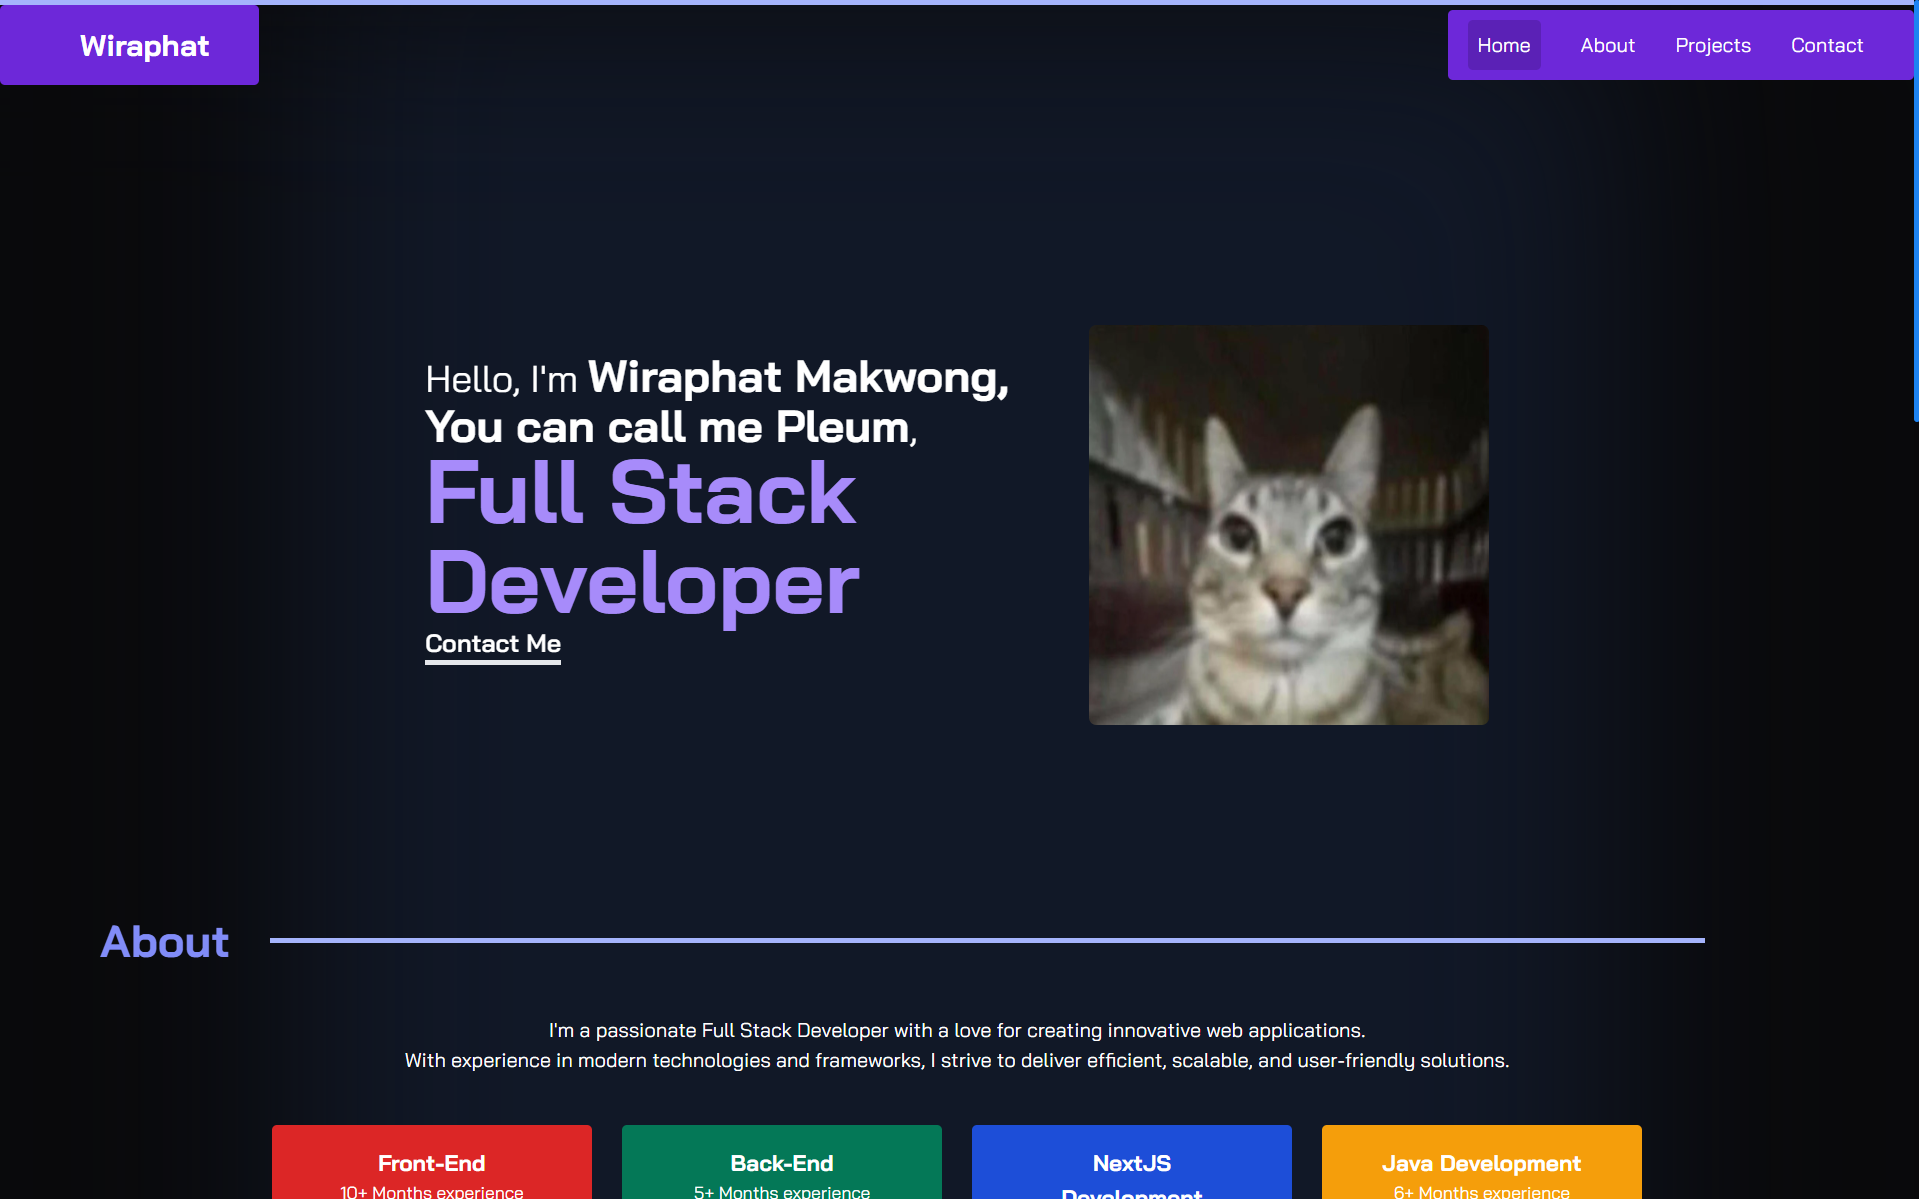 Wiraphat
Home About Projects Contact
Hello, I'm Wiraphat Makwong,
You can call me Pleum,
Full Stack
Developer
Contact Me
About
I'm a passionate Full Stack Developer with a love for creating innovative web applications.
With experience in modern technologies and frameworks, I strive to deliver efficient, scalable, and user-friendly solutions.
Front-End
10+ Months experience
Back-End
5+ Months experience
NextJS
Development
Java Development
6+ Months experience